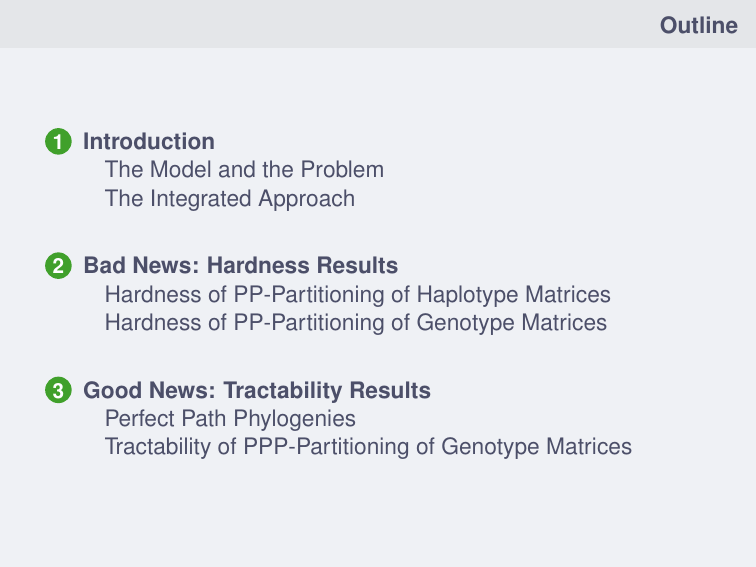 Outline
1 Introduction
The Model and the Problem
The Integrated Approach
2 Bad News: Hardness Results
Hardness of PP-Partitioning of Haplotype Matrices
Hardness of PP-Partitioning of Genotype Matrices
3 Good News: Tractability Results
Perfect Path Phylogenies
Tractability of PPP-Partitioning of Genotype Matrices